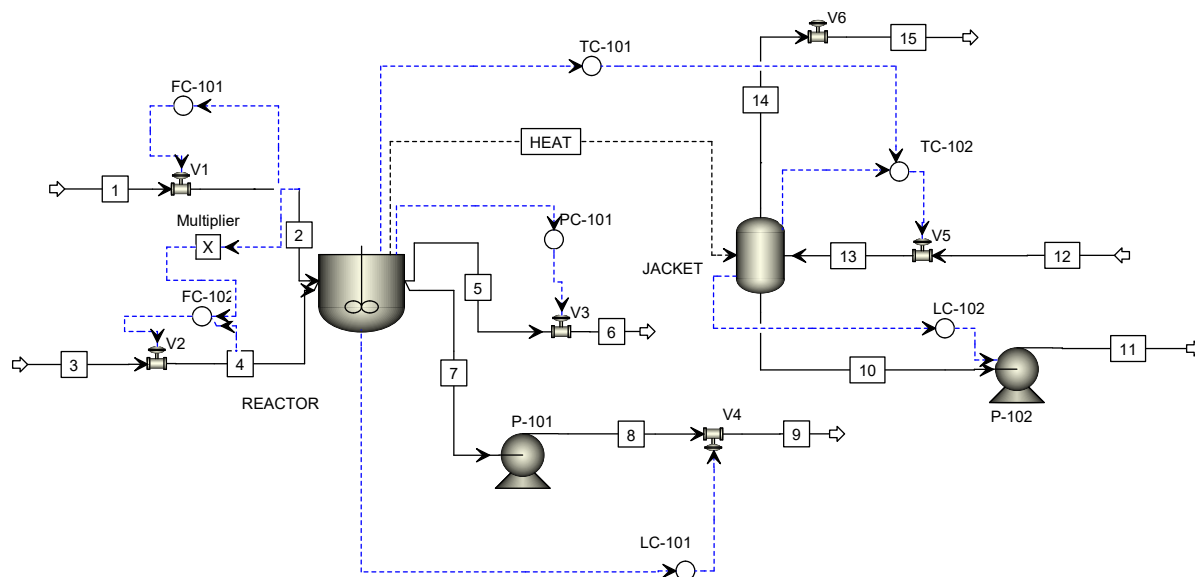 V6
15
TC-101
FC-101
14
HEAT
TC-102
V1
1
Multiplier
2
PC-101
X
V5
13
12
JACKET
5
FC-102
LC-102
V3
6
V2
11
3
4
7
10
REACTOR
P-102
P-101
V4
8
9
LC-101